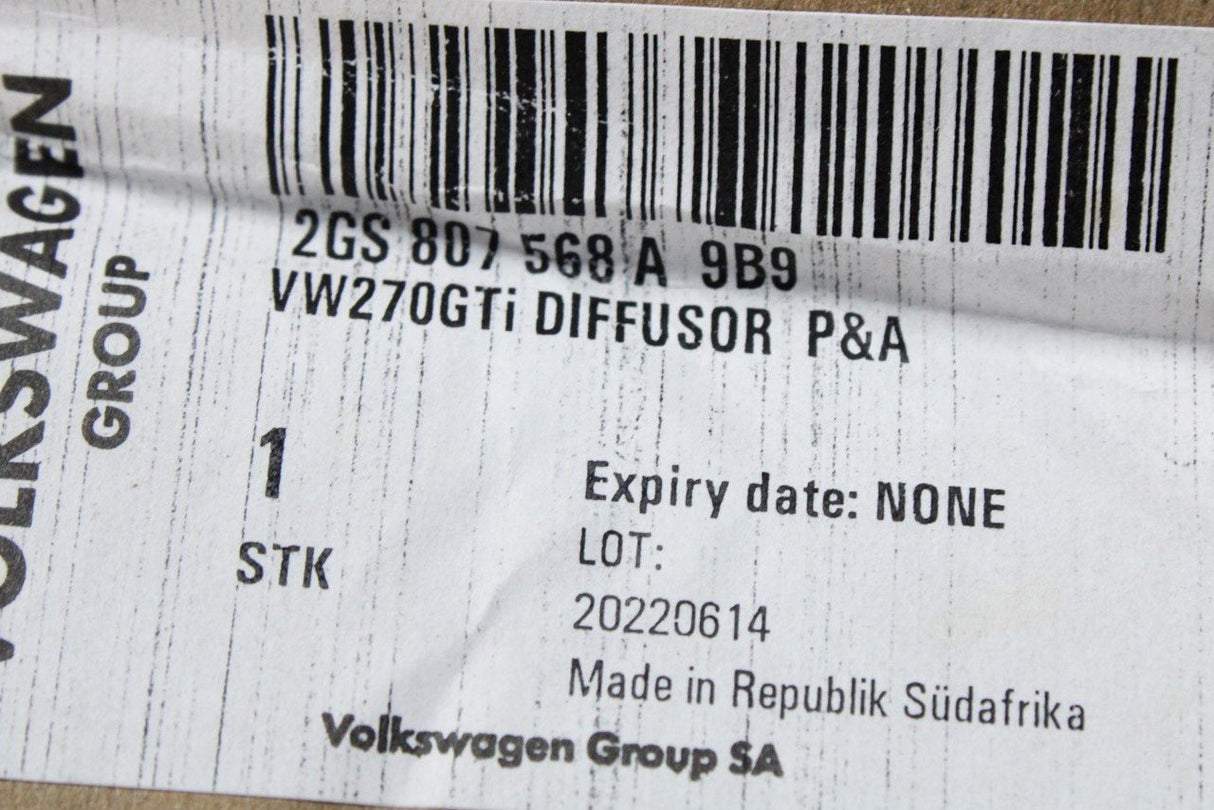 VOLKSWAGEN
GROUP
2GS 807 568 A 9B9
VW270GTi DIFFUSOR P&A
1
STK
Expiry date: NONE
LOT:
20220614
Made in Republik Südafrika
Volkswagen Group SA